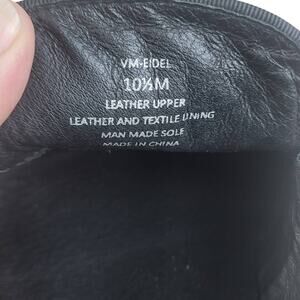 VM-EIDEL
10½M
LEATHER UPPER
LEATHER AND TEXTILE LINING
MAN MADE SOLE
MADE IN CHINA